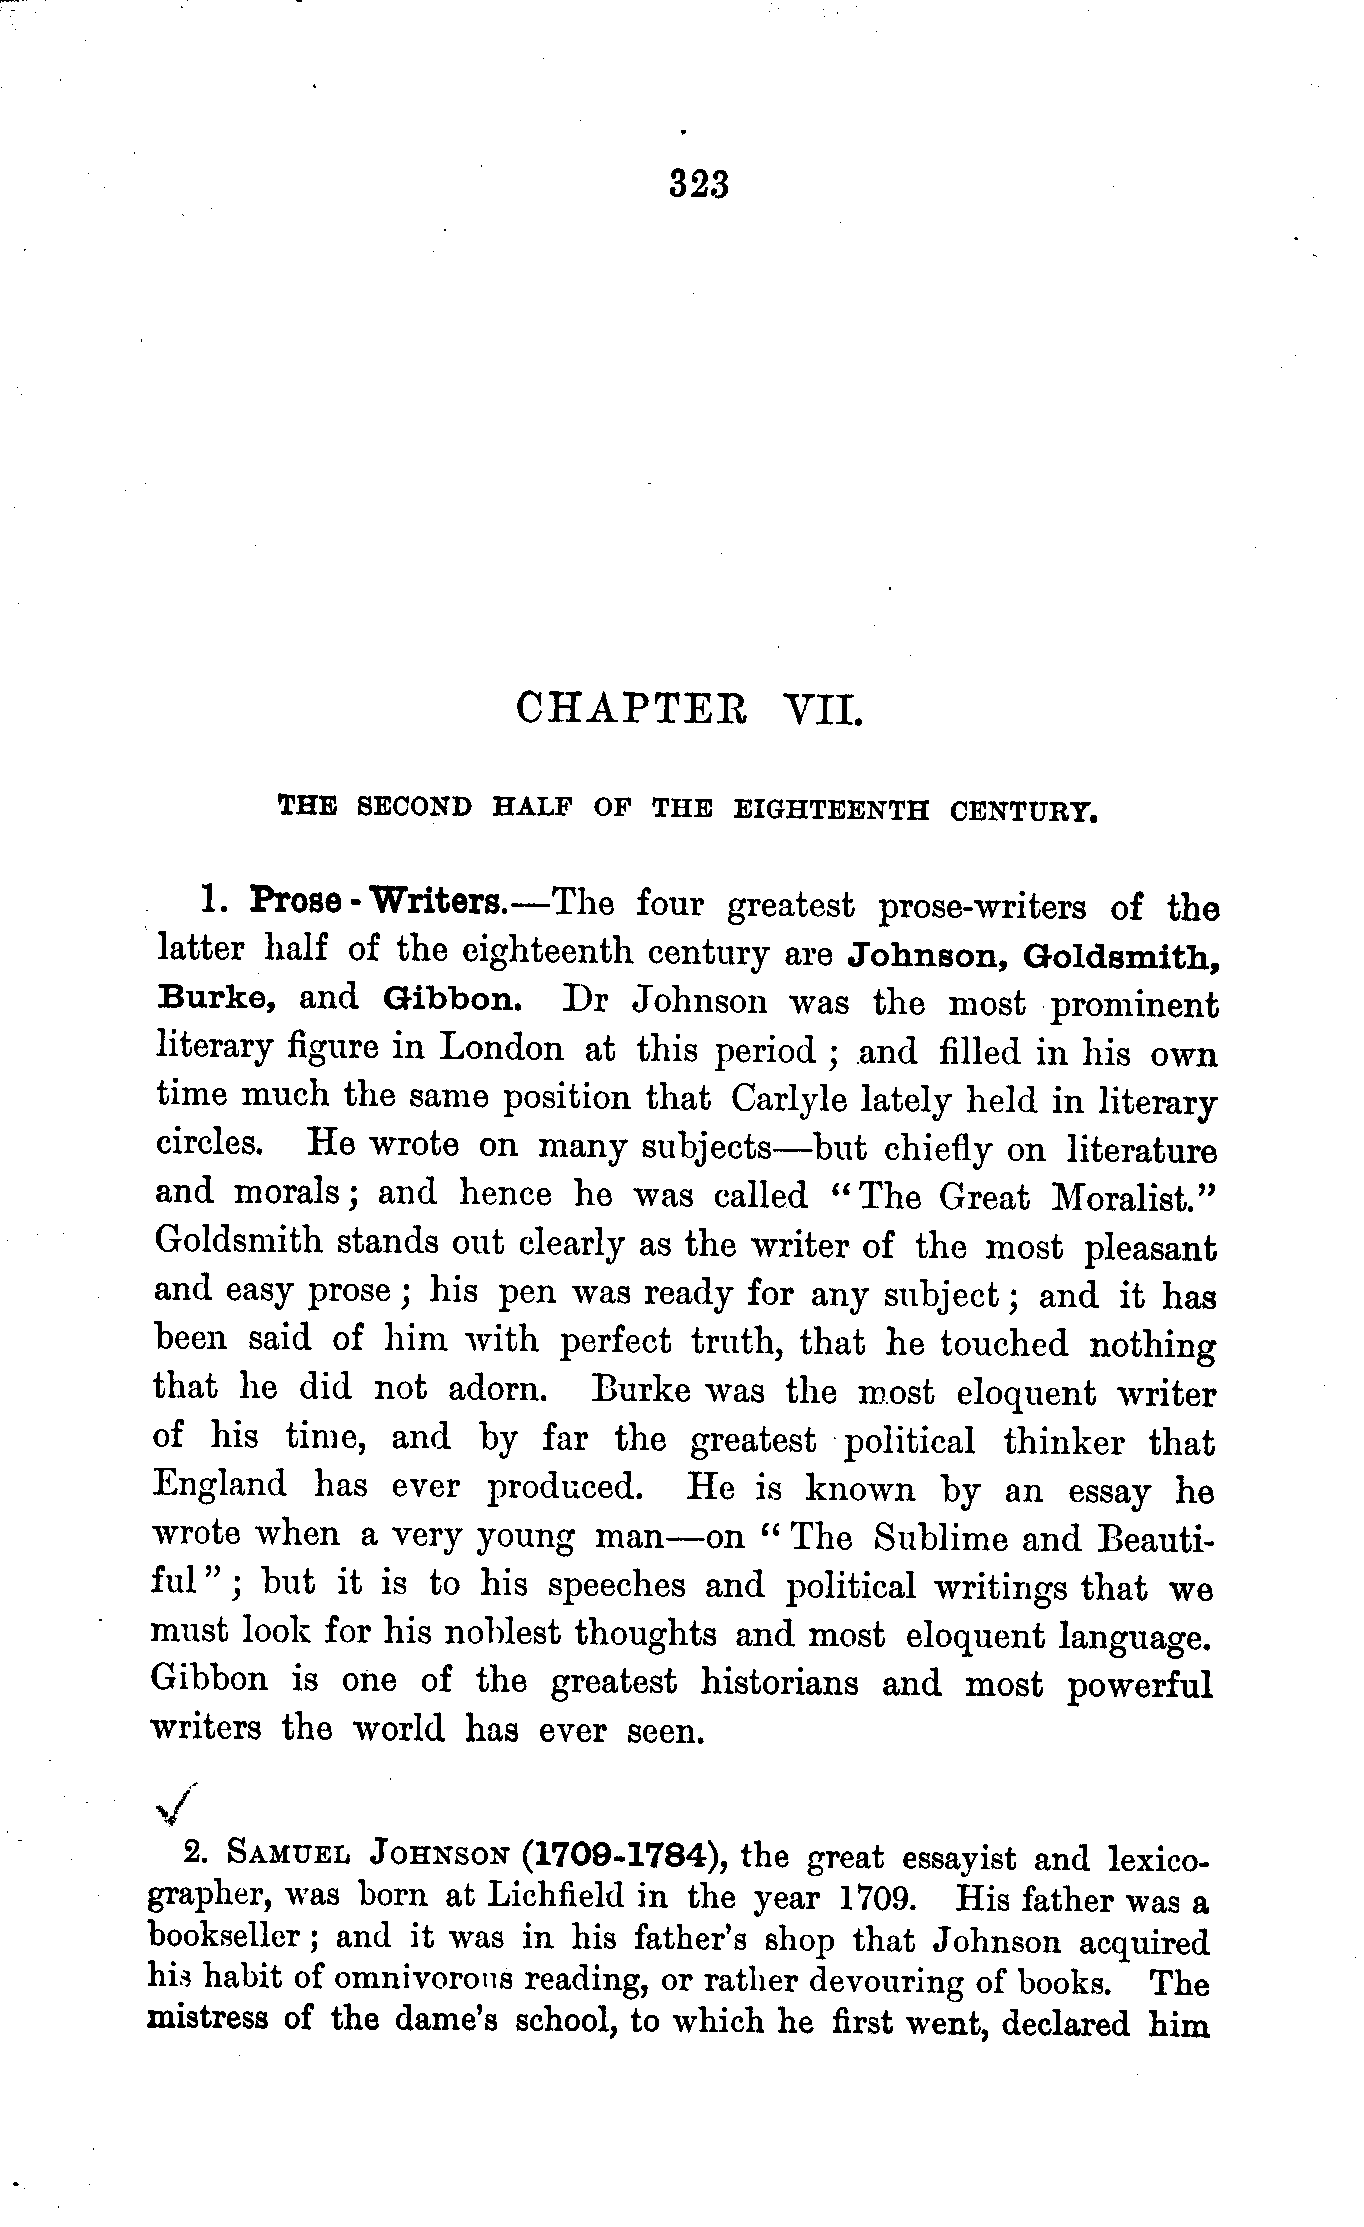 323
CHAPTER VII.
THE SECOND HALF OF THE EIGHTEENTH CENTURY.
1. Prose-Writers.—The four greatest prose-writers of the
latter half of the eighteenth century are Johnson, Goldsmith,
Burke, and Gibbon. Dr Johnson was the most prominent
literary figure in London at this period; and filled in his own
time much the same position that Carlyle lately held in literary
circles. He wrote on many subjects—but chiefly on literature
and morals; and hence he was called “The Great Moralist.”
Goldsmith stands out clearly as the writer of the most pleasant
and easy prose; his pen was ready for any subject; and it has
been said of him with perfect truth, that he touched nothing
that he did not adorn. Burke was the most eloquent writer
of his time, and by far the greatest political thinker that
England has ever produced. He is known by an essay he
wrote when a very young man—on “The Sublime and Beauti-
ful”; but it is to his speeches and political writings that we
must look for his noblest thoughts and most eloquent language.
Gibbon is one of the greatest historians and most powerful
writers the world has ever seen.
2. SAMUEL JOHNSON (1709-1784), the great essayist and lexico-
grapher, was born at Lichfield in the year 1709. His father was a
bookseller; and it was in his father's shop that Johnson acquired
his habit of omnivorous reading, or rather devouring of books. The
mistress of the dame's school, to which he first went, declared him